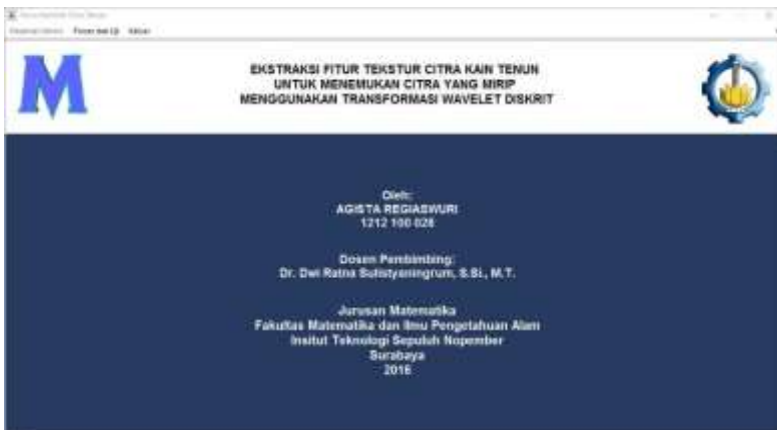 Keluar
M
EKSTRAKSI FITUR TEKSTUR CITRA KAIN TENUN
UNTUK MENEMUKAN CITRA YANG MIRIP
MENGGUNAKAN TRANSFORMASI WAVELET DISKRIT
Oleh:
AGISTA REGIASWURI
1212 100 028
Dosen Pembimbing:
Dr. Dwi Ratna Sulistyaningrum, S.Si., M.T.
Jurusan Matematika
Fakultas Matematika dan Ilmu Pengetahuan Alam
Insitut Teknologi Sepuluh Nopember
Surabaya
2016